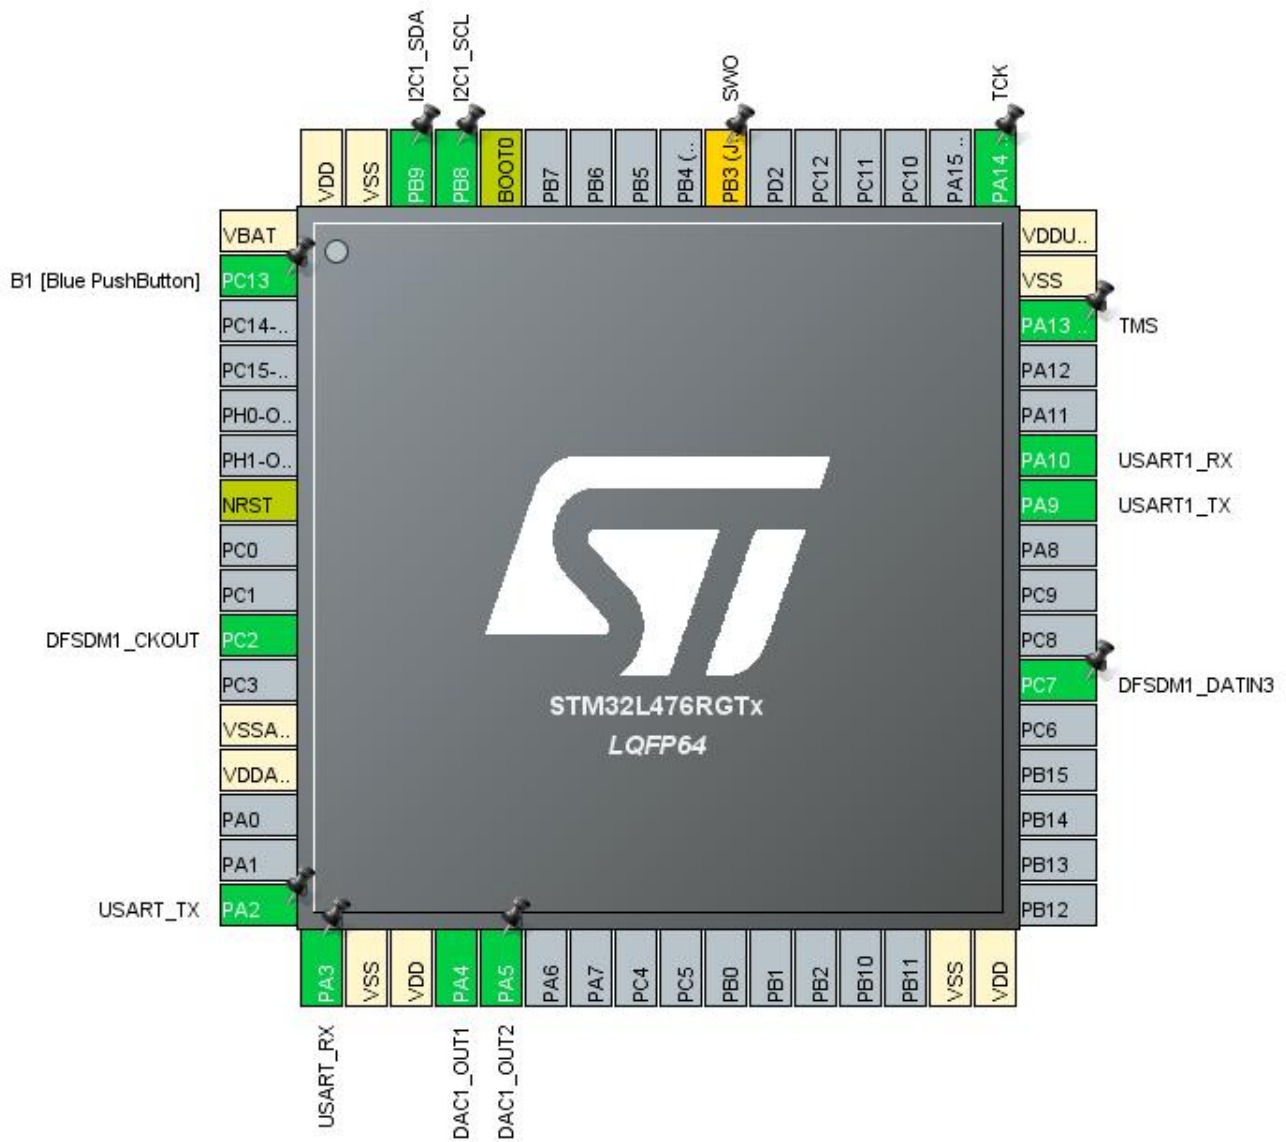 I2C1_SDA
I2C1_SCL
SWO
TCK
VDD
VSS
PB9
PB8
BOOT0
PB7
PB6
PB5
PB4 (..
PB3 (J..
PD2
PC12
PC11
PC10
PA15 ..
PA14 ..
VBAT
B1 [Blue PushButton]
PC13
PC14-..
PC15-..
PH0-O..
PH1-O..
NRST
PC0
PC1
DFSDM1_CKOUT
PC2
PC3
VSSA..
VDDA..
PA0
PA1
USART_TX
PA2
ST
STM32L476RGTx
LQFP64
VDDU..
VSS
PA13 ..
TMS
PA12
PA11
PA10
USART1_RX
PA9
USART1_TX
PA8
PC9
PC8
PC7
DFSDM1_DATIN3
PC6
PB15
PB14
PB13
PB12
PA3
VSS
VDD
PA4
PA5
PA6
PA7
PC4
PC5
PB0
PB1
PB2
PB10
PB11
VSS
VDD
USART_RX
DAC1_OUT1
DAC1_OUT2